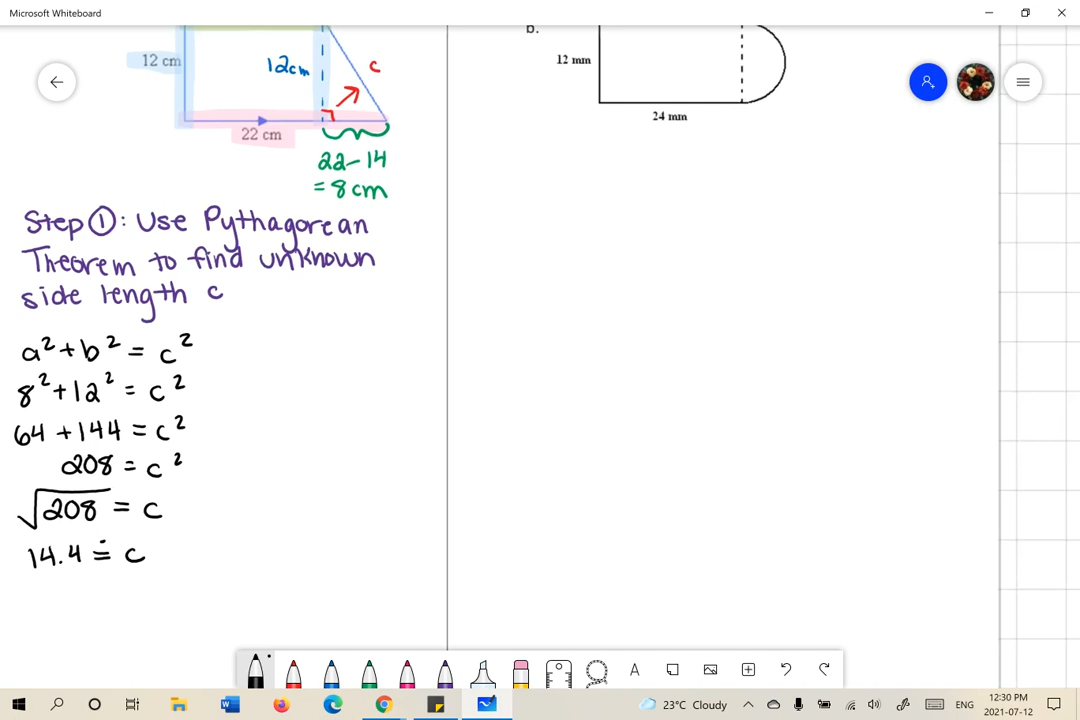 Microsoft Whiteboard
12 cm
12cm
c
22 cm
22-14
= 8 cm
Step ①: Use Pythagorean
Theorem to find unknown
side length c
a² + b² = c²
8² + 12² = c²
64 + 144 = c²
208 = c²
√208 = c
14.4 ≐ c
b.
12 mm
24 mm
A
23°C Cloudy
ENG
12:30 PM
2021-07-12